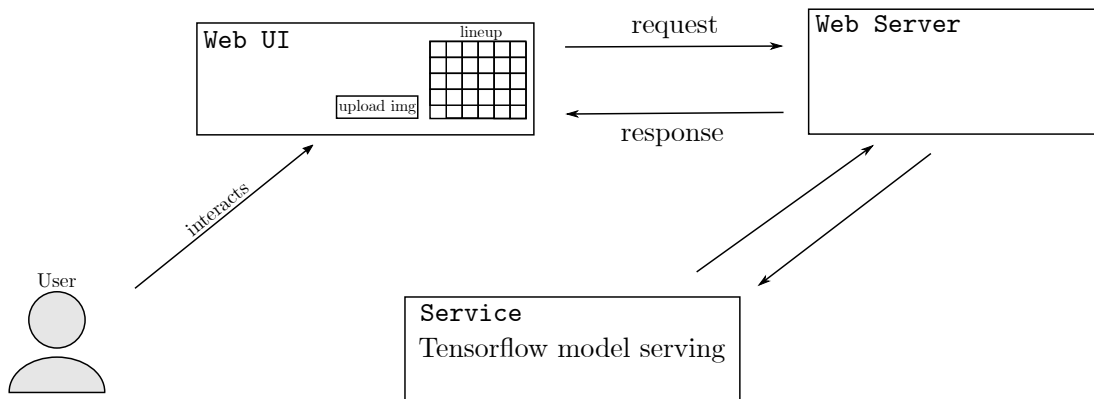 Web UI
lineup
upload img
request
response
Web Server
interacts
User
Service
Tensorflow model serving